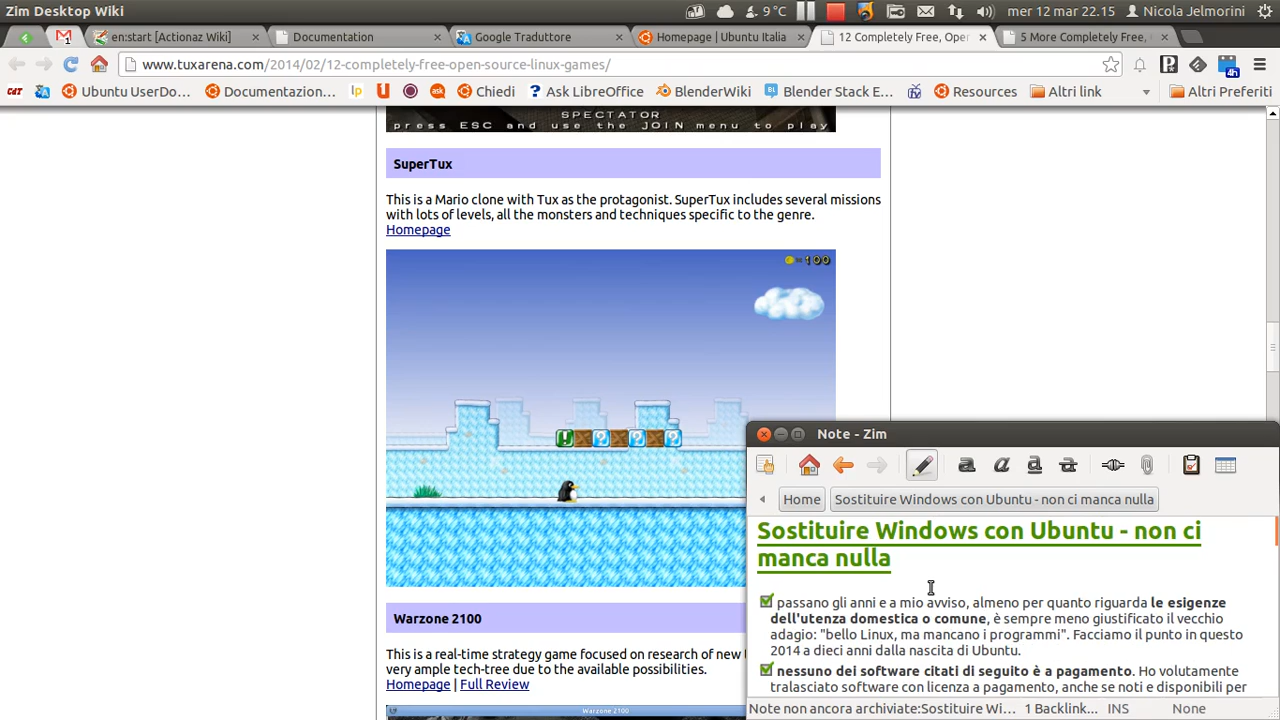 Zim Desktop Wiki
9 °C
mer 12 mar 22.15
Nicola Jelmorini
1
en:start [Actionaz Wiki]
Documentation
Google Traduttore
Homepage | Ubuntu Italia
12 Completely Free, Ope
5 More Completely Free,
www.tuxarena.com/2014/02/12-completely-free-open-source-linux-games/
4h
CAT
Ubuntu UserDo...
Documentazion...
lp
U
ask
Chiedi
? Ask LibreOffice
BlenderWiki
Blender Stack E...
Resources
Altri link
Altri Preferiti
SPECTATOR
press ESC and use the JOIN menu to play
SuperTux
This is a Mario clone with Tux as the protagonist. SuperTux includes several missions
with lots of levels, all the monsters and techniques specific to the genre.
Homepage
100
Warzone 2100
This is a real-time strategy game focused on research of new
very ample tech-tree due to the available possibilities.
Homepage | Full Review
Warzone 2100
Note - Zim
Home
Sostituire Windows con Ubuntu - non ci manca nulla
Sostituire Windows con Ubuntu - non ci
manca nulla
passano gli anni e a mio avviso, almeno per quanto riguarda le esigenze
dell'utenza domestica o comune, è sempre meno giustificato il vecchio
adagio: "bello Linux, ma mancano i programmi". Facciamo il punto in questo
2014 a dieci anni dalla nascita di Ubuntu.
nessuno dei software citati di seguito è a pagamento. Ho volutamente
tralasciato software con licenza a pagamento, anche se noti e disponibili per
Note non ancora archiviate:Sostituire Wi...
1 Backlink...
INS
None